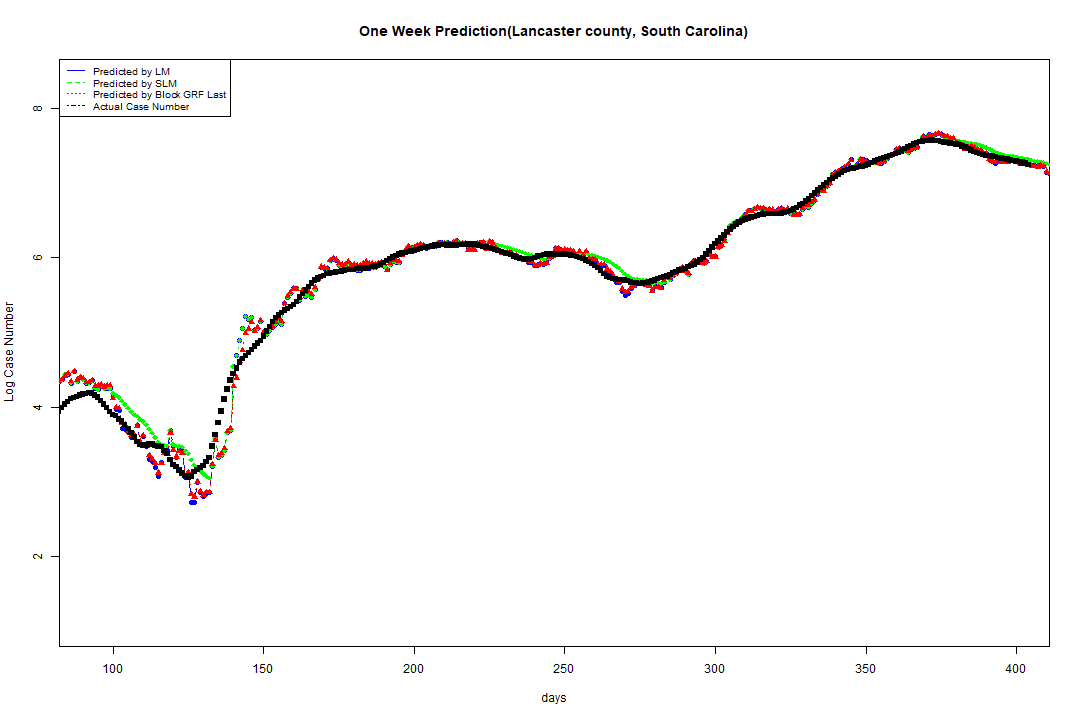 One Week Prediction(Lancaster county, South Carolina)
Predicted by LM
Predicted by SLM
Predicted by Block GRF Last
Actual Case Number
8
6
4
2
Log Case Number
100 150 200 250 300 350 400
days